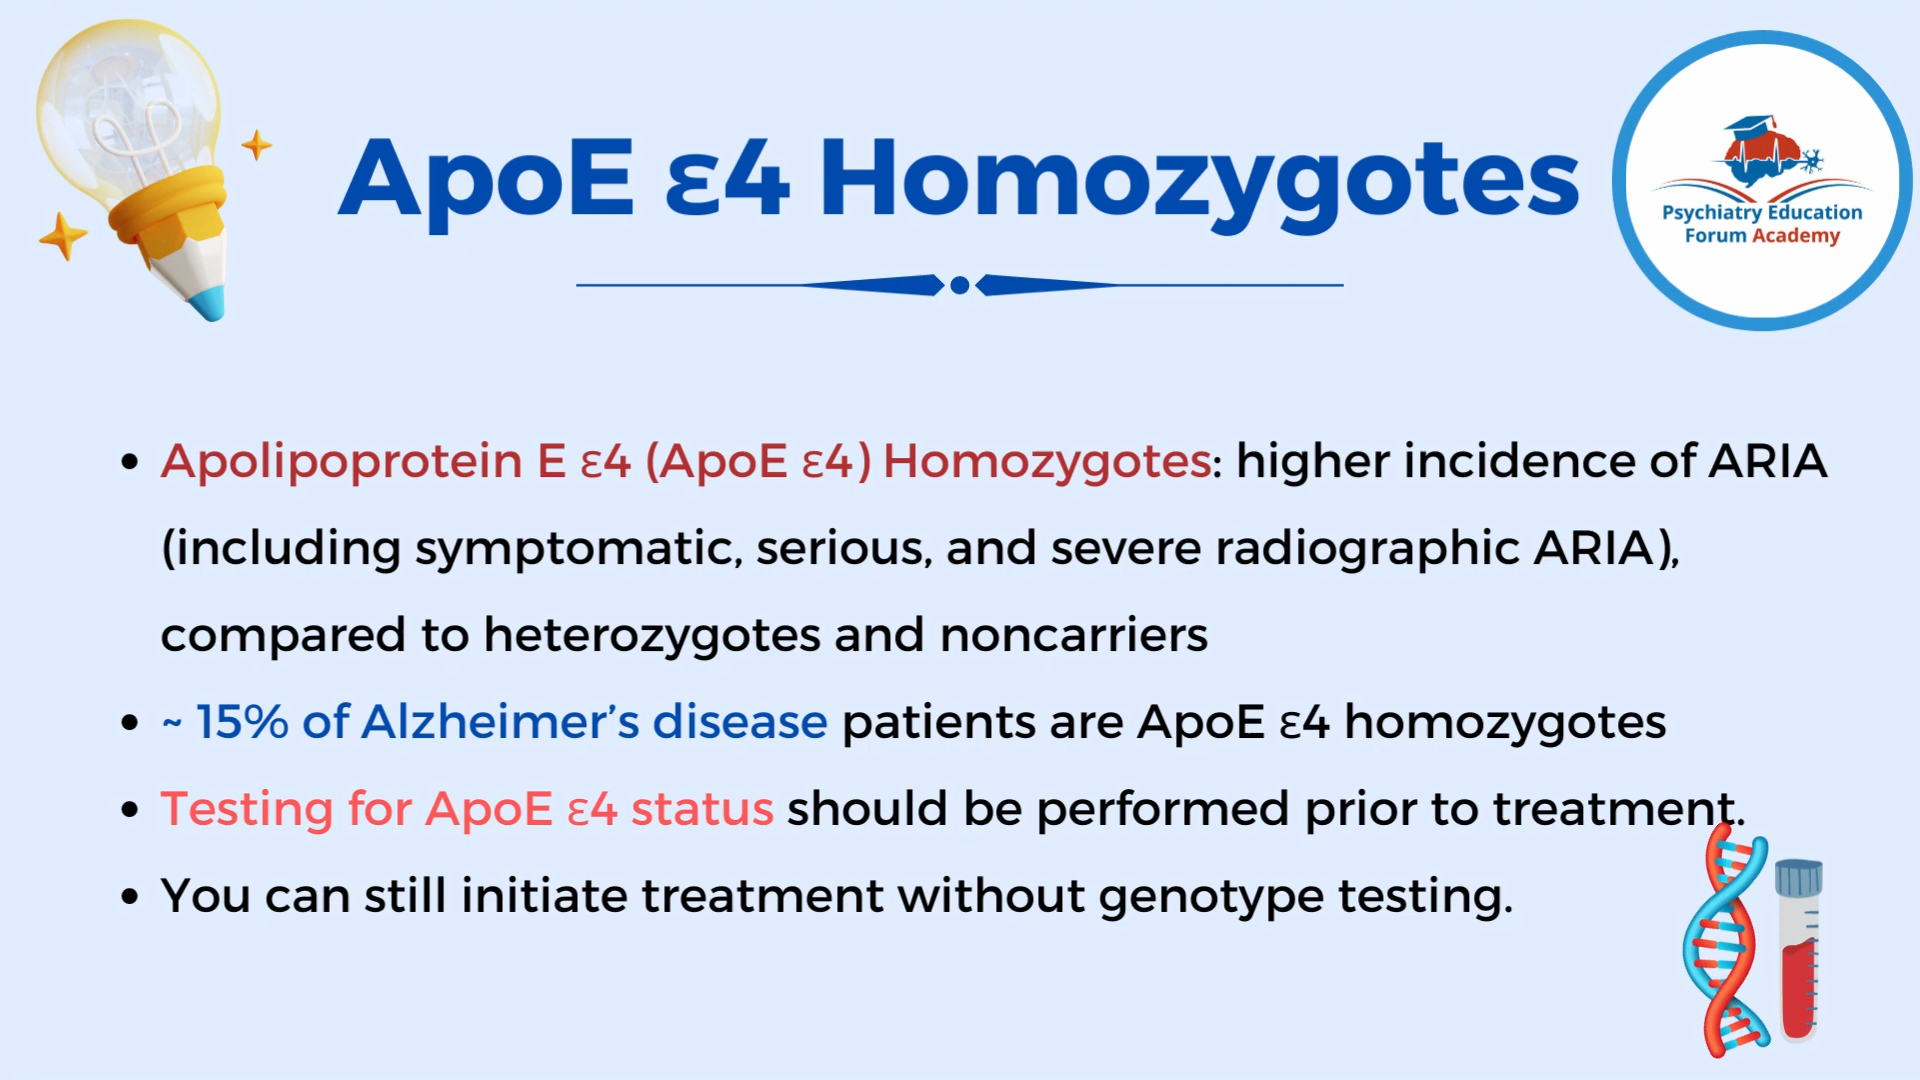 ApoE ε4 Homozygotes
Psychiatry Education
Forum Academy
• Apolipoprotein E ε4 (ApoE ε4) Homozygotes: higher incidence of ARIA
(including symptomatic, serious, and severe radiographic ARIA),
compared to heterozygotes and noncarriers
• ~ 15% of Alzheimer’s disease patients are ApoE ε4 homozygotes
• Testing for ApoE ε4 status should be performed prior to treatment.
• You can still initiate treatment without genotype testing.